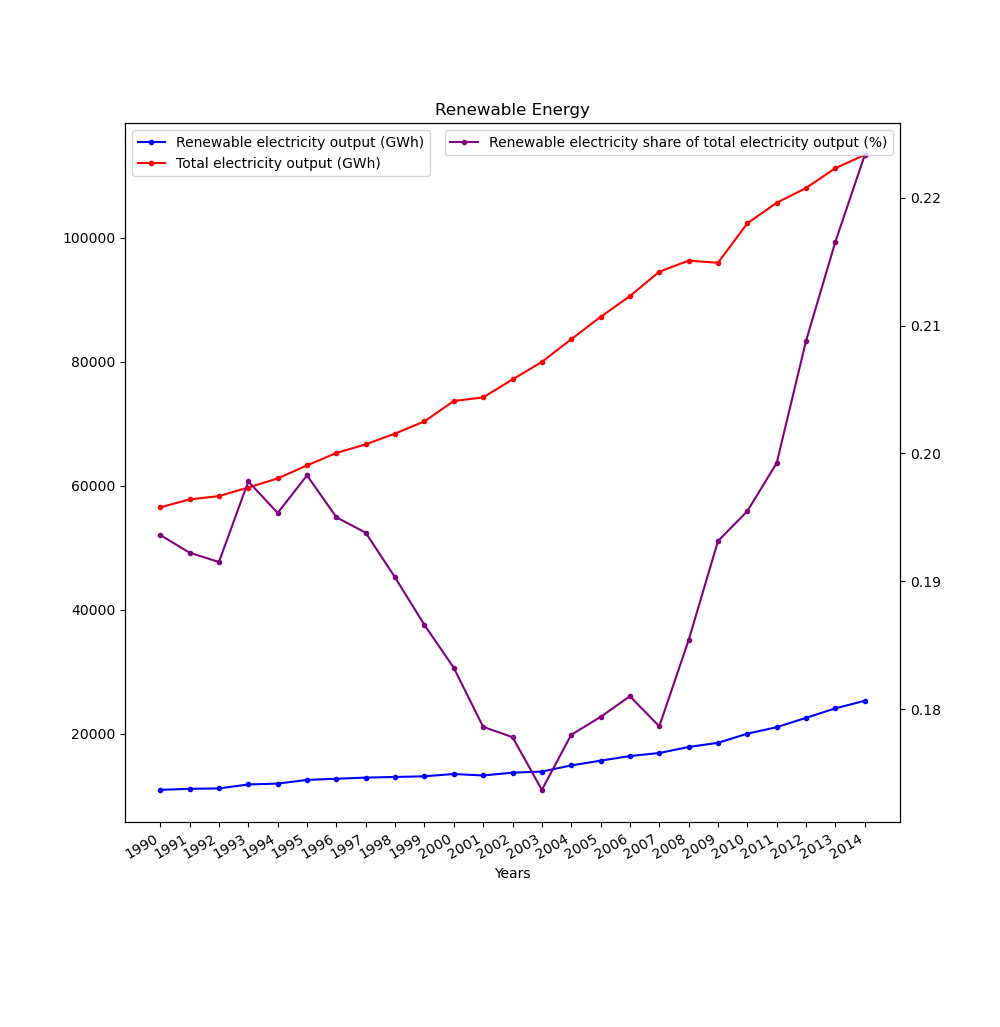 Renewable Energy
Renewable electricity output (GWh)
Total electricity output (GWh)
Renewable electricity share of total electricity output (%)
100000
80000
60000
40000
20000
0.22
0.21
0.20
0.19
0.18
1990 1991 1992 1993 1994 1995 1996 1997 1998 1999 2000 2001 2002 2003 2004 2005 2006 2007 2008 2009 2010 2011 2012 2013 2014
Years